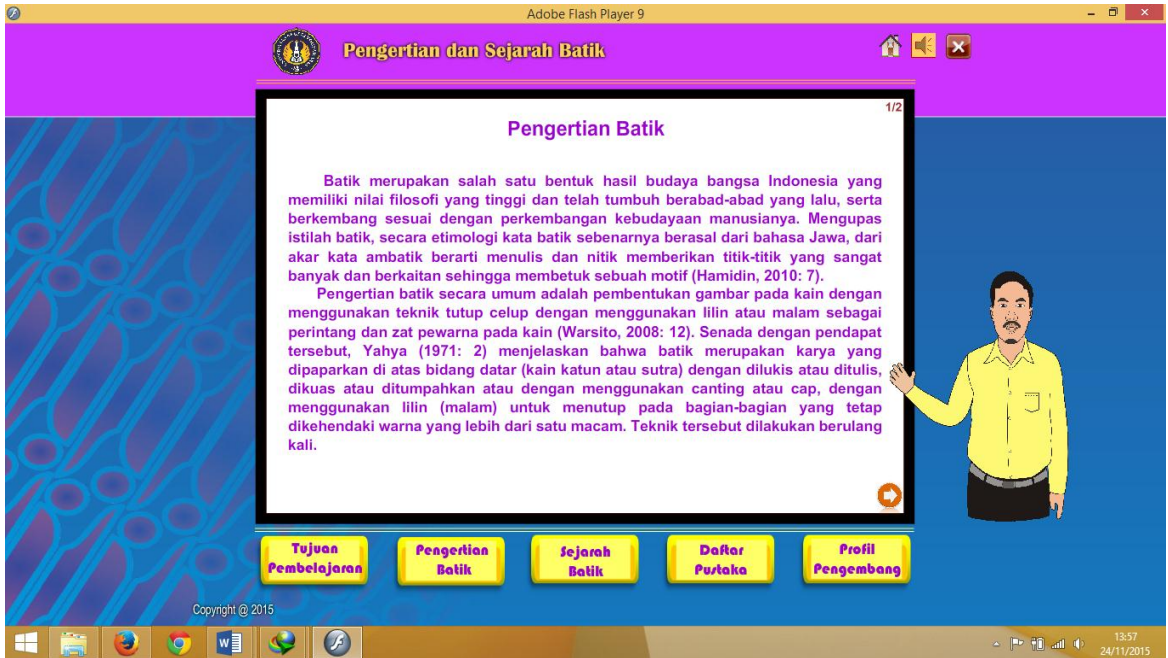 Adobe Flash Player 9
Pengertian dan Sejarah Batik
1/2
Pengertian Batik
Batik merupakan salah satu bentuk hasil budaya bangsa Indonesia yang
memiliki nilai filosofi yang tinggi dan telah tumbuh berabad-abad yang lalu, serta
berkembang sesuai dengan perkembangan kebudayaan manusianya. Mengupas
istilah batik, secara etimologi kata batik sebenarnya berasal dari bahasa Jawa, dari
akar kata ambatik berarti menulis dan nitik memberikan titik-titik yang sangat
banyak dan berkaitan sehingga membetuk sebuah motif (Hamidin, 2010: 7).
Pengertian batik secara umum adalah pembentukan gambar pada kain dengan
menggunakan teknik tutup celup dengan menggunakan lilin atau malam sebagai
perintang dan zat pewarna pada kain (Warsito, 2008: 12). Senada dengan pendapat
tersebut, Yahya (1971: 2) menjelaskan bahwa batik merupakan karya yang
dipaparkan di atas bidang datar (kain katun atau sutra) dengan dilukis atau ditulis,
dikuas atau ditumpahkan atau dengan menggunakan canting atau cap, dengan
menggunakan lilin (malam) untuk menutup pada bagian-bagian yang tetap
dikehendaki warna yang lebih dari satu macam. Teknik tersebut dilakukan berulang
kali.
Tujuan
Pembelajaran
Pengertian
Batik
Sejarah
Batik
Daftar
Pustaka
Profil
Pengembang
Copyright @ 2015
13:57
24/11/2015